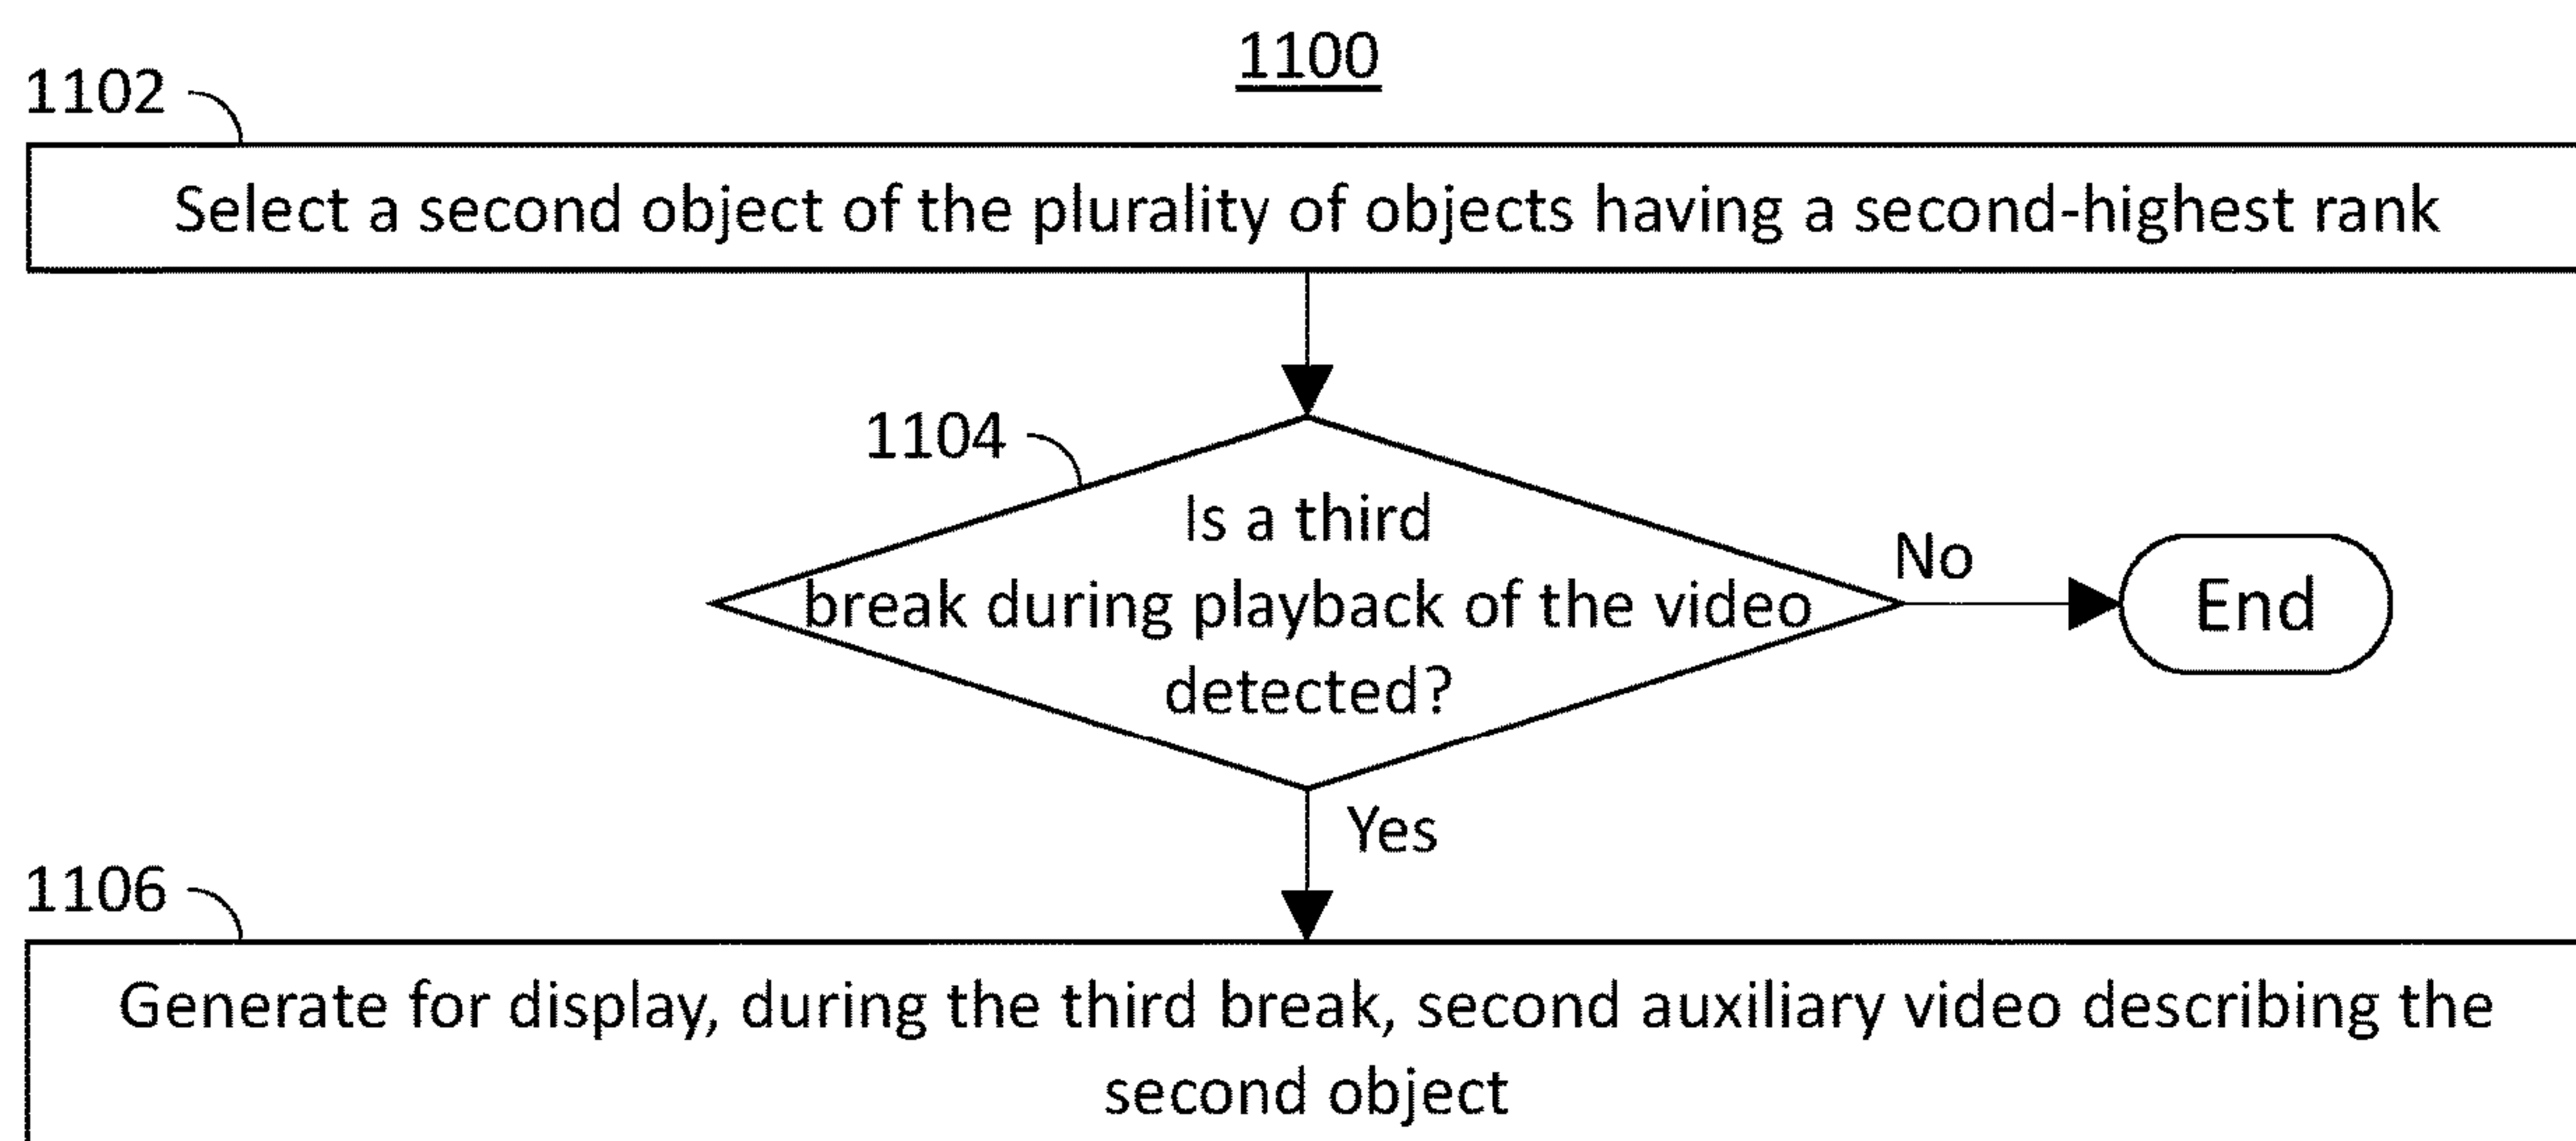 1100
1102
Select a second object of the plurality of objects having a second-highest rank
1104
Is a third
break during playback of the video
detected?
No
End
Yes
1106
Generate for display, during the third break, second auxiliary video describing the
second object